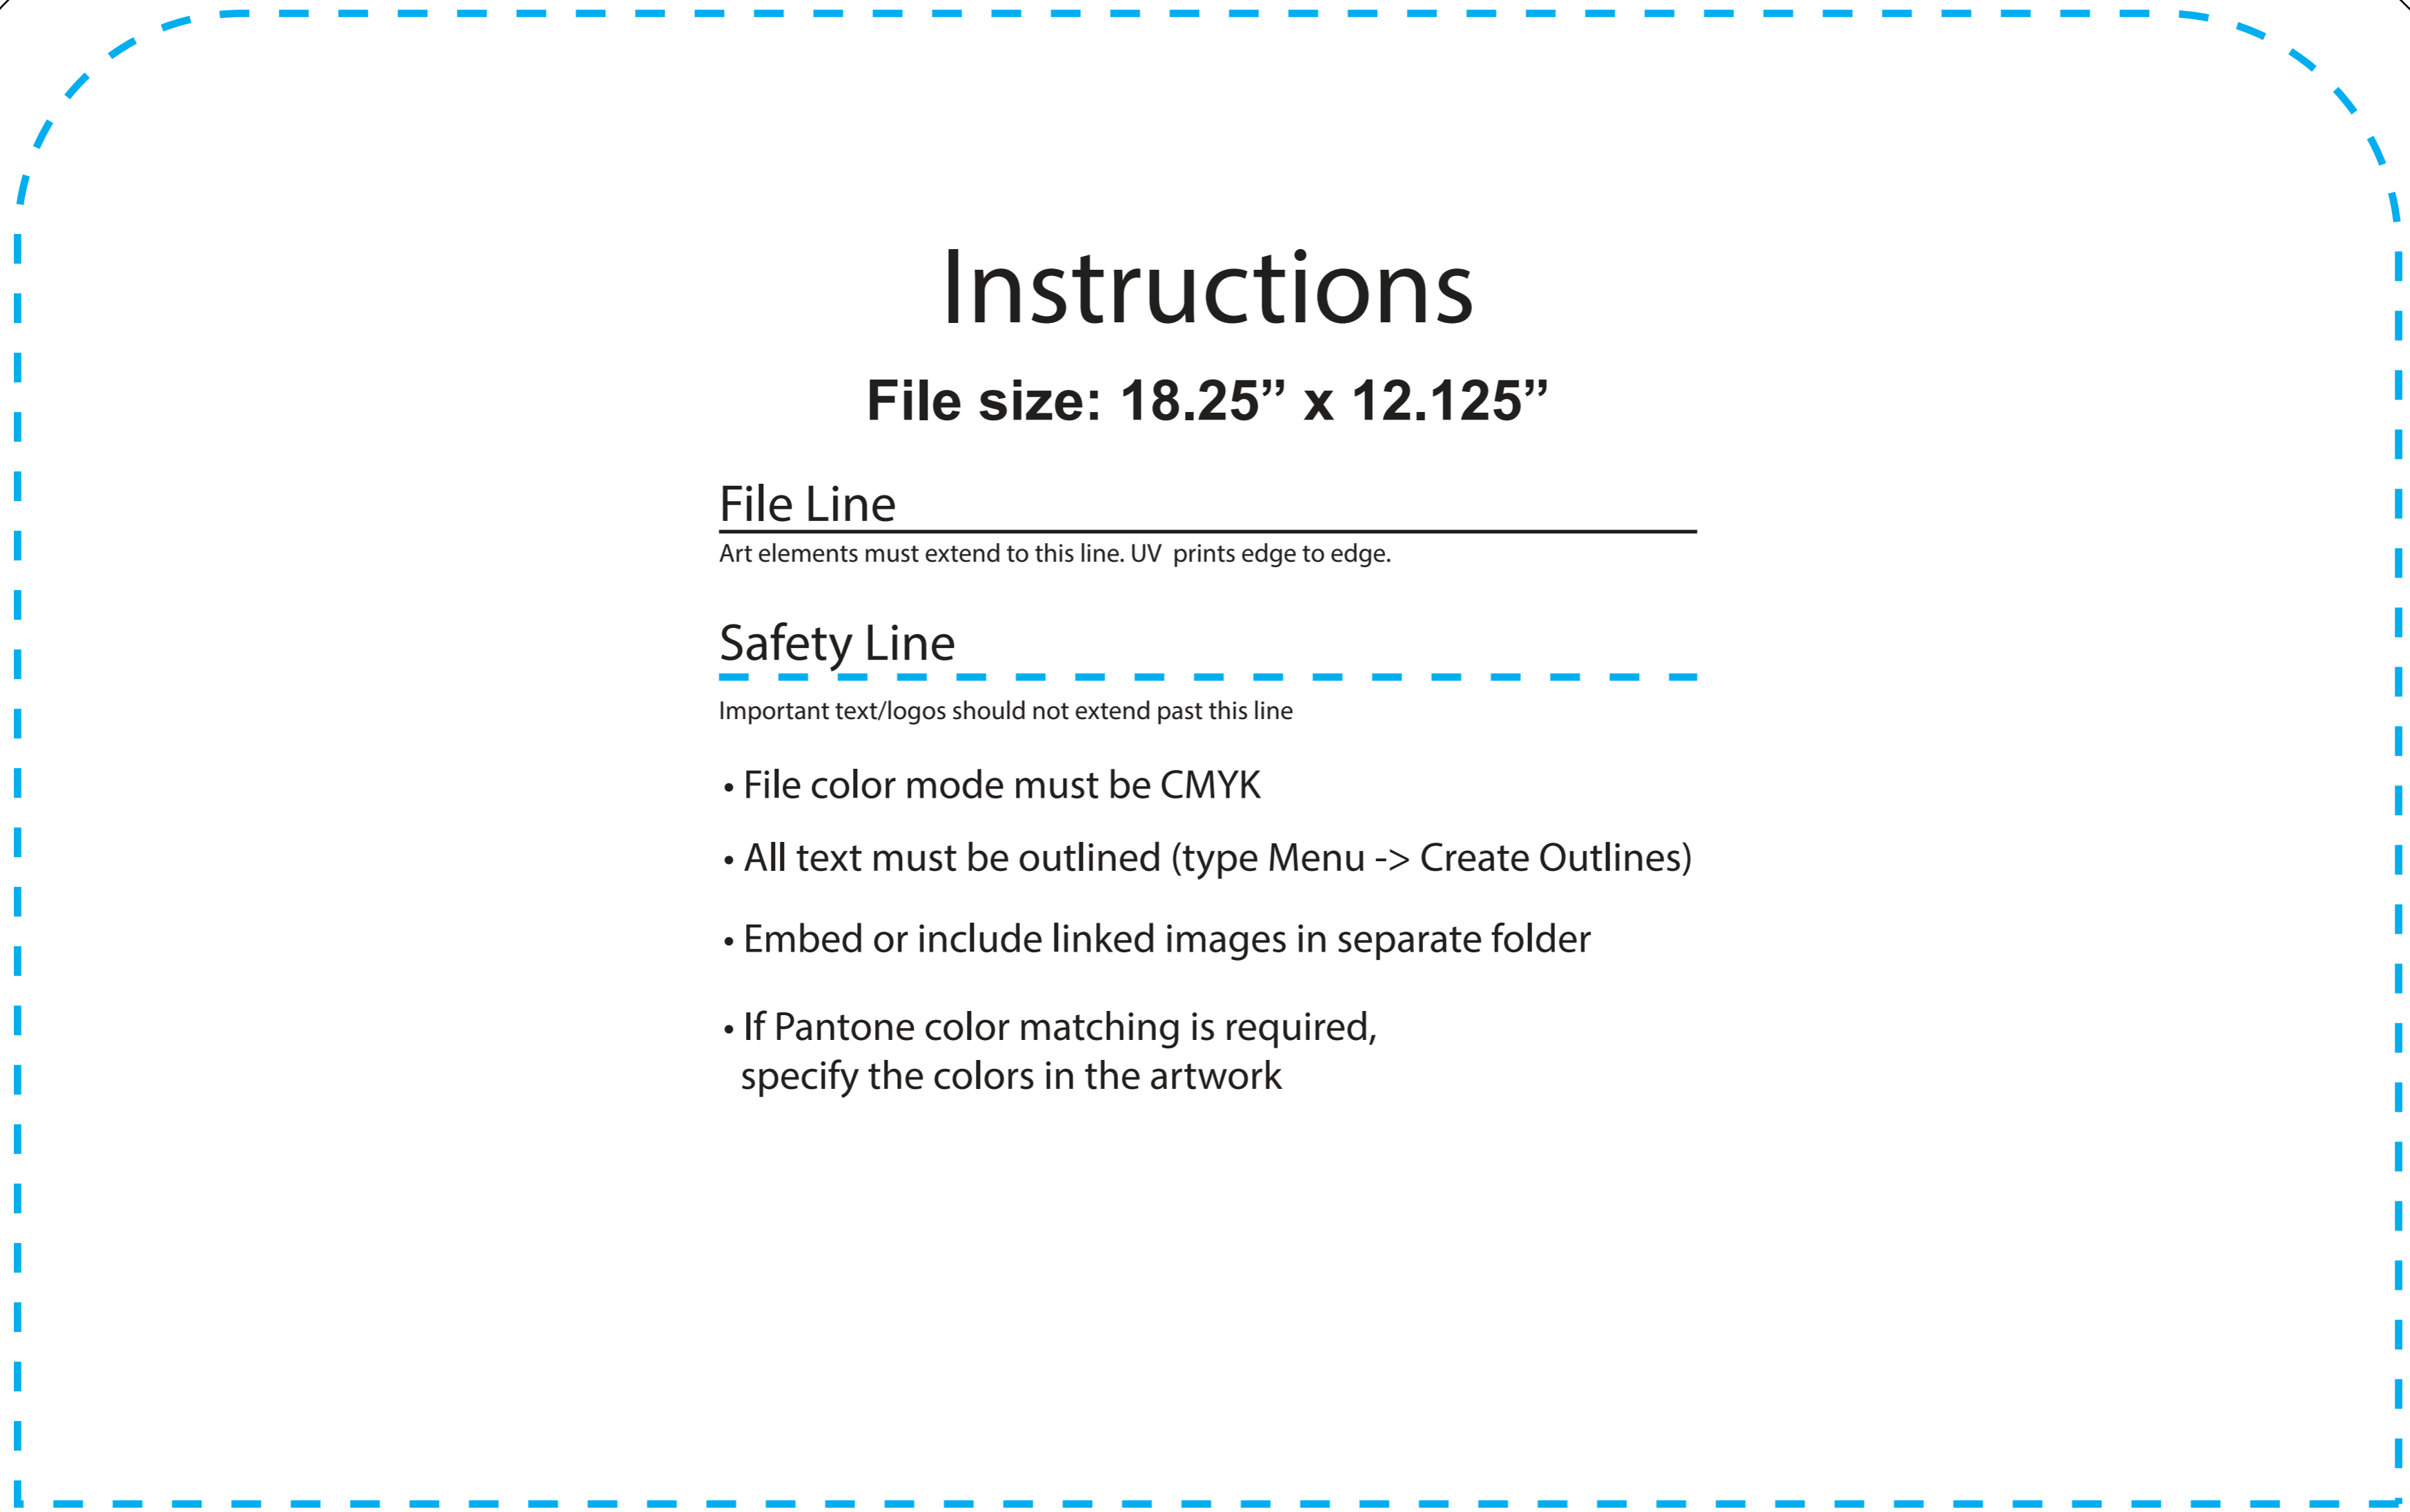 Instructions
File size: 18.25” x 12.125”
File Line
Art elements must extend to this line. UV  prints edge to edge.
Safety Line
Important text/logos should not extend past this line
• File color mode must be CMYK
• All text must be outlined (type Menu -> Create Outlines)
• Embed or include linked images in separate folder
• If Pantone color matching is required,
specify the colors in the artwork